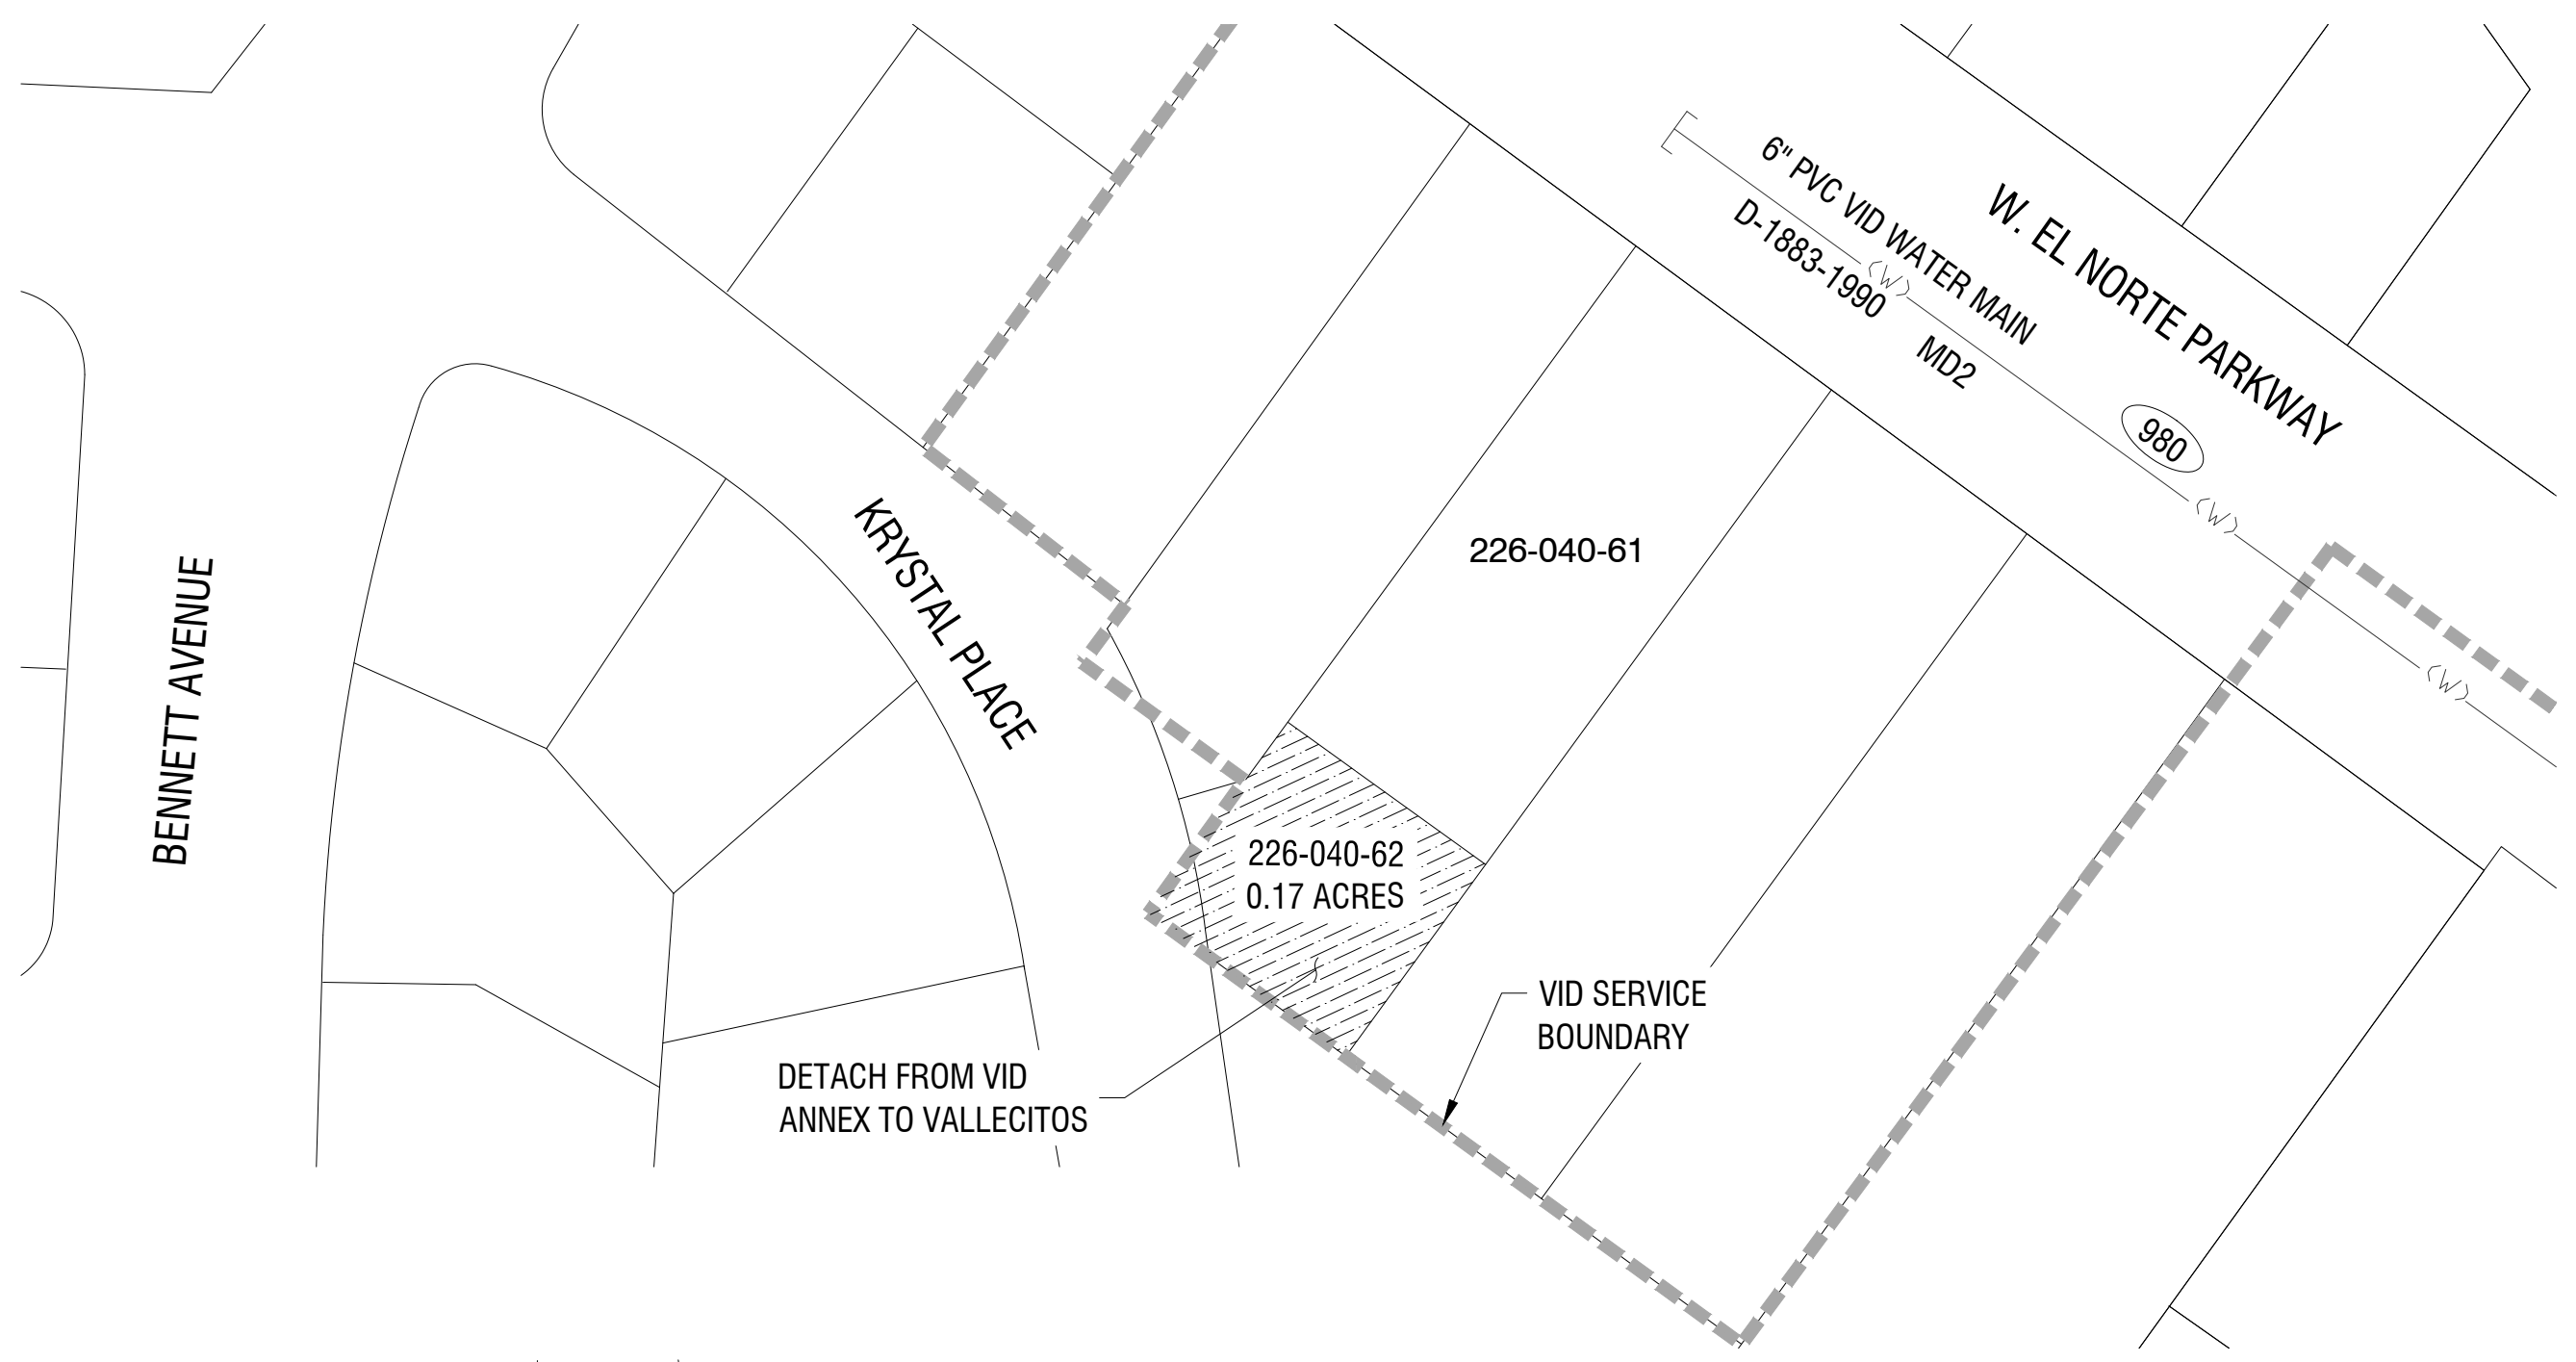 6" PVC VID WATER MAIN
D-1883-1990
MD2
W. EL NORTE PARKWAY
980
⟨W⟩
⟨W⟩
⟨W⟩
226-040-61
KRYSTAL PLACE
BENNETT AVENUE
226-040-62
0.17 ACRES
VID SERVICE
BOUNDARY
DETACH FROM VID
ANNEX TO VALLECITOS